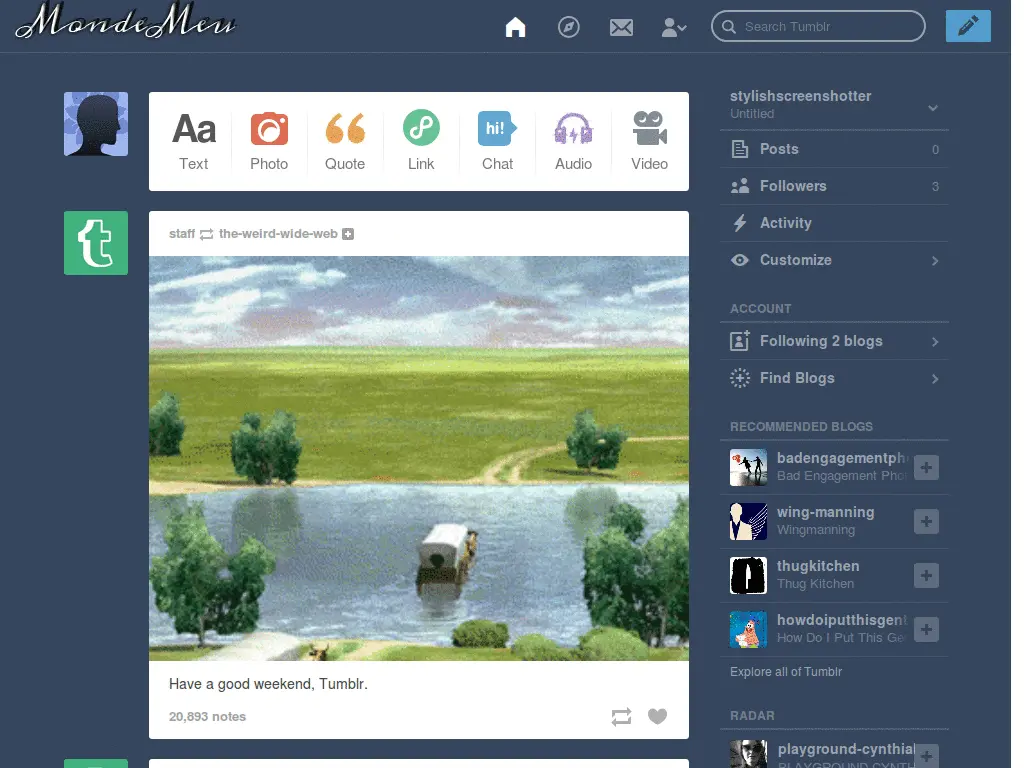 MondeMeu
Search Tumblr
Aa
hi!
Text
Photo
Quote
Link
Chat
Audio
Video
t
staff the-weird-wide-web
Have a good weekend, Tumblr.
20,893 notes
stylishscreenshotter
Untitled
Posts 0
Followers 3
Activity
Customize
ACCOUNT
Following 2 blogs
Find Blogs
RECOMMENDED BLOGS
badengagementph
Bad Engagement Pho
wing-manning
Wingmanning
thugkitchen
Thug Kitchen
howdoiputthisgent
How Do I Put This Ge
Explore all of Tumblr
RADAR
playground-cynthia
PLAYGROUND CYNTH